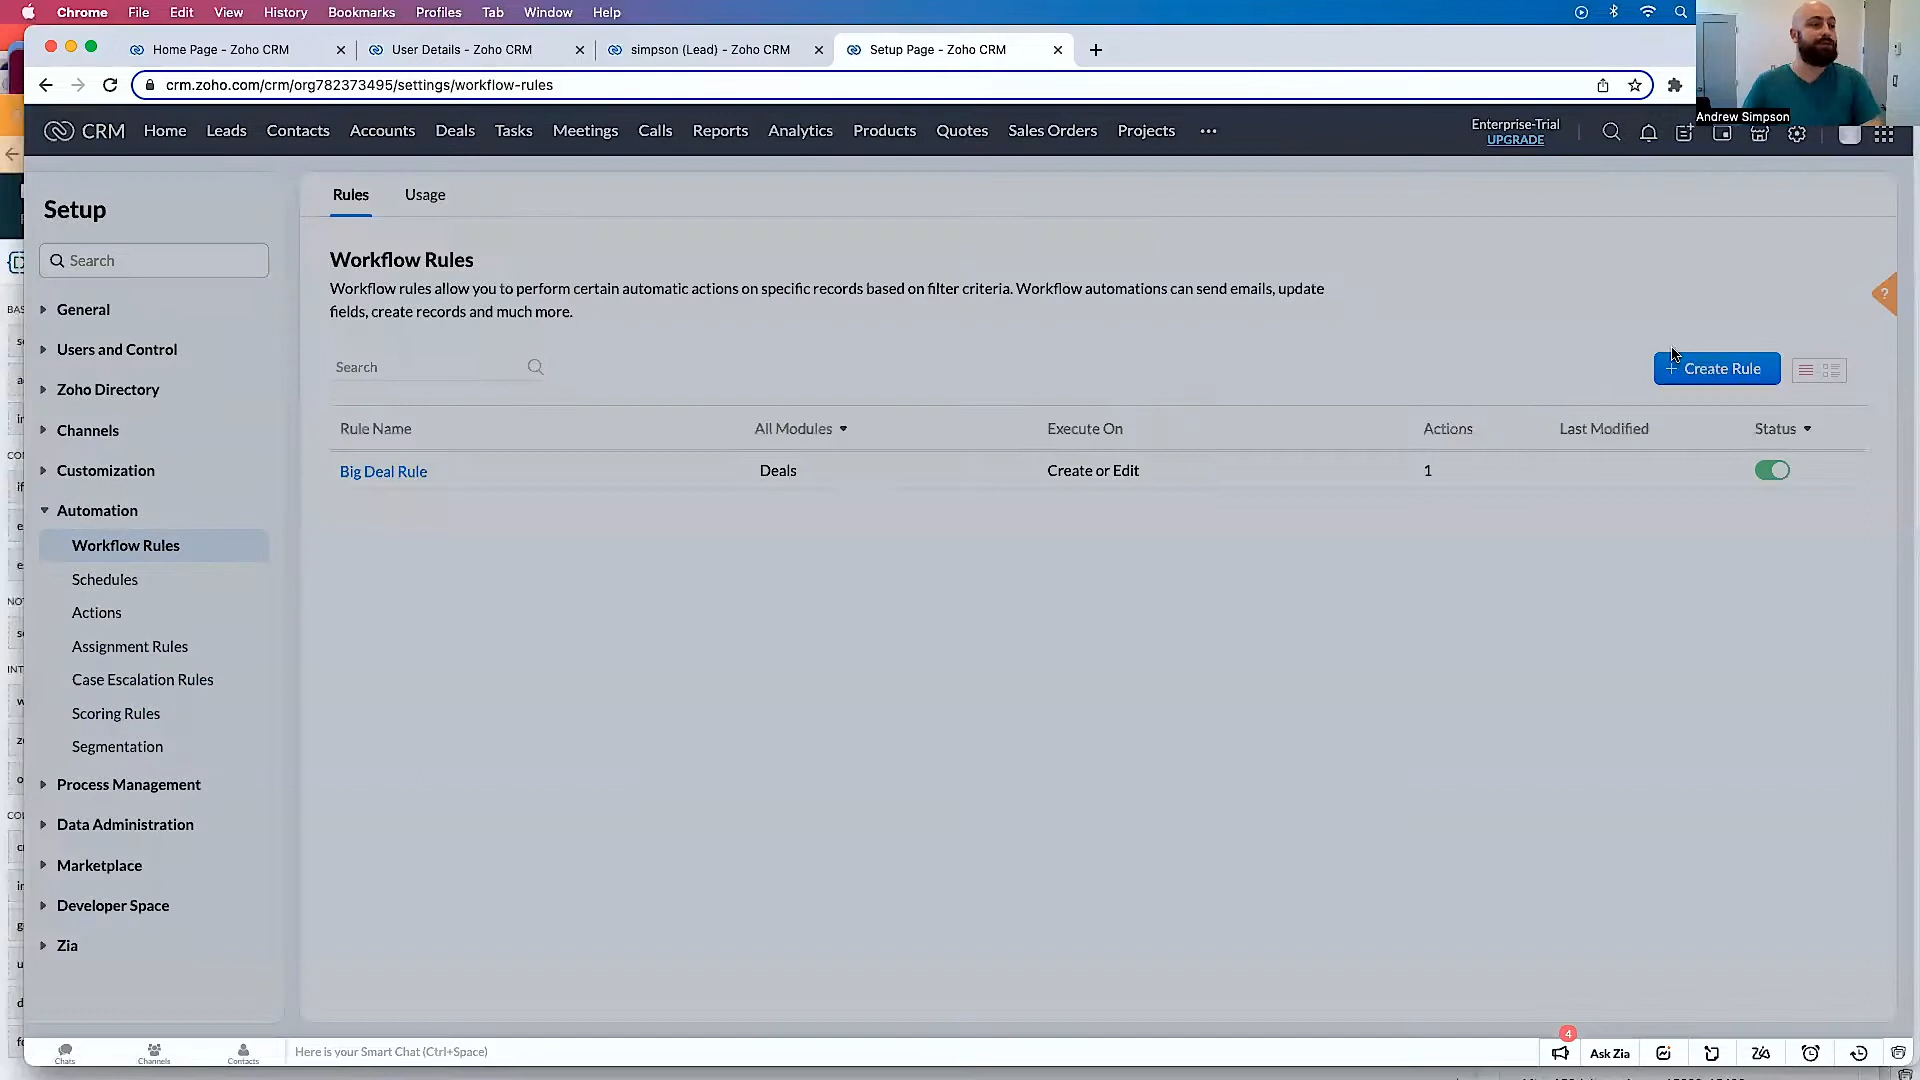 Chrome File Edit View History Bookmarks Profiles Tab Window Help
Home Page - Zoho CRM
User Details - Zoho CRM
simpson (Lead) - Zoho CRM
Setup Page - Zoho CRM
crm.zoho.com/crm/org782373495/settings/workflow-rules
Andrew Simpson
CRM Home Leads Contacts Accounts Deals Tasks Meetings Calls Reports Analytics Products Quotes Sales Orders Projects ...
Enterprise-Trial
UPGRADE
Setup
Search
General
Users and Control
Zoho Directory
Channels
Customization
Automation
Workflow Rules
Schedules
Actions
Assignment Rules
Case Escalation Rules
Scoring Rules
Segmentation
Process Management
Data Administration
Marketplace
Developer Space
Zia
Rules Usage
Workflow Rules
Workflow rules allow you to perform certain automatic actions on specific records based on filter criteria. Workflow automations can send emails, update
fields, create records and much more.
Search
+ Create Rule
?
Rule Name All Modules Execute On Actions Last Modified Status
Big Deal Rule Deals Create or Edit 1
Chats Channels Contacts
Here is your Smart Chat (Ctrl+Space)
4
Ask Zia